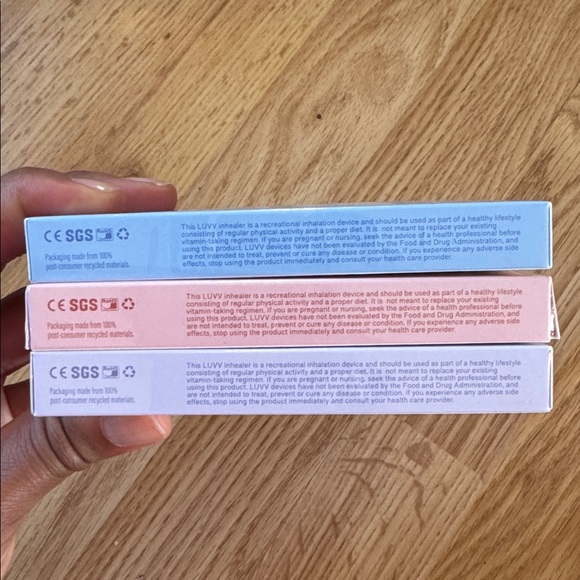 CE SGS
Packaging made from 100%
post-consumer recycled materials.
This LUVV inhealer is a recreational inhalation device and should be used as part of a healthy lifestyle
consisting of regular physical activity and a proper diet. It is not meant to replace your existing
vitamin-taking regimen. If you are pregnant or nursing, seek the advice of a health professional before
using this product. LUVV devices have not been evaluated by the Food and Drug Administration, and
are not intended to treat, prevent or cure any disease or condition. If you experience any adverse side
effects, stop using the product immediately and consult your health care provider.
CE SGS
Packaging made from 100%
post-consumer recycled materials.
This LUVV inhealer is a recreational inhalation device and should be used as part of a healthy lifestyle
consisting of regular physical activity and a proper diet. It is not meant to replace your existing
vitamin-taking regimen. If you are pregnant or nursing, seek the advice of a health professional before
using this product. LUVV devices have not been evaluated by the Food and Drug Administration, and
are not intended to treat, prevent or cure any disease or condition. If you experience any adverse side
effects, stop using the product immediately and consult your health care provider.
CE SGS
Packaging made from 100%
post-consumer recycled materials.
This LUVV inhealer is a recreational inhalation device and should be used as part of a healthy lifestyle
consisting of regular physical activity and a proper diet. It is not meant to replace your existing
vitamin-taking regimen. If you are pregnant or nursing, seek the advice of a health professional before
using this product. LUVV devices have not been evaluated by the Food and Drug Administration, and
are not intended to treat, prevent or cure any disease or condition. If you experience any adverse side
effects, stop using the product immediately and consult your health care provider.